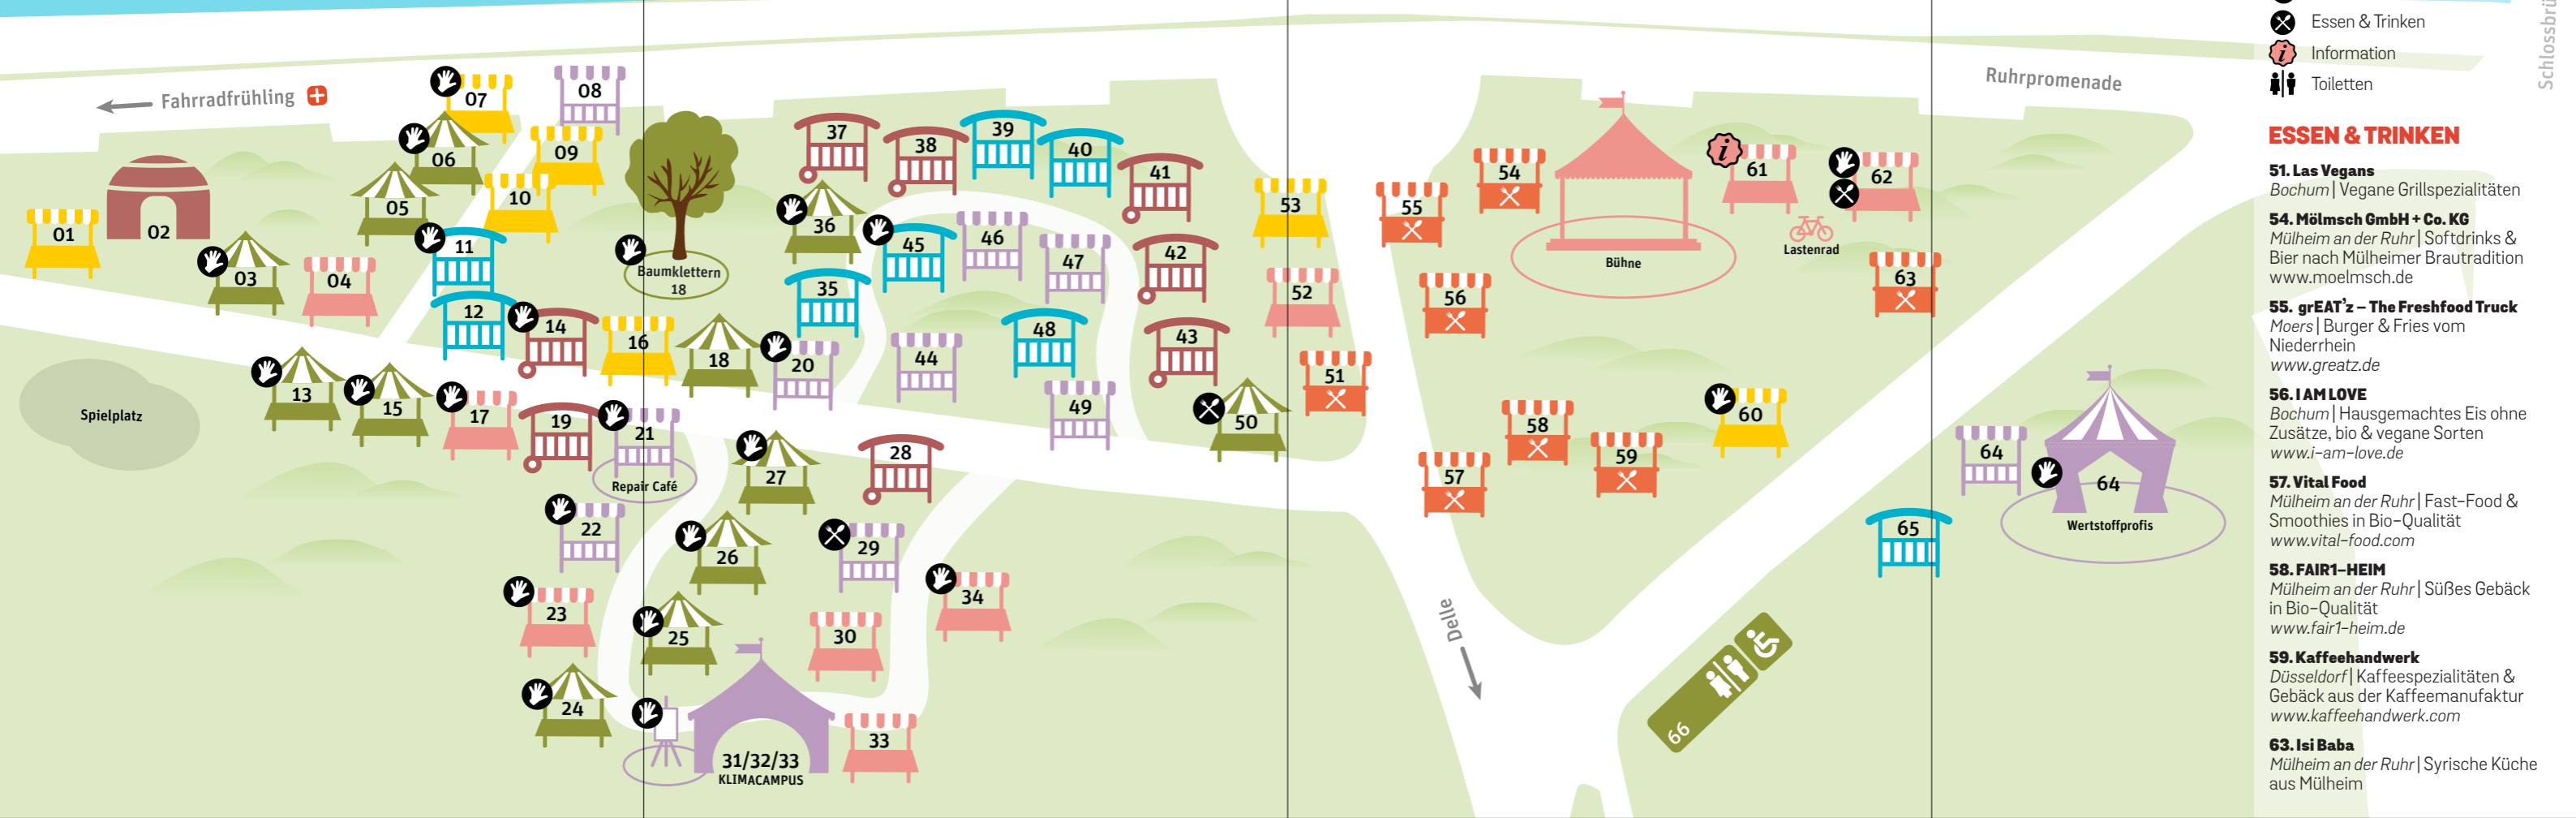 Fahrradfrühling
01
02
03
04
05
06
07
08
09
10
11
12
13
14
15
16
17
18
19
20
21
Repair Café
22
23
24
25
26
27
28
29
30
31/32/33
KLIMACAMPUS
33
34
35
36
37
38
39
40
41
42
43
44
45
46
47
48
49
50
51
52
53
54
55
56
57
58
59
60
61
62
63
64
64
Wertstoffprofis
65
66
Spielplatz
Baumklettern
18
Bühne
i
Lastenrad
Delle
Ruhrpromenade
Schlossbrü
Essen & Trinken
i
Information
Toiletten
ESSEN & TRINKEN
51. Las Vegans
Bochum | Vegane Grillspezialitäten
54. Mölmsch GmbH + Co. KG
Mülheim an der Ruhr | Softdrinks &
Bier nach Mülheimer Brautradition
www.moelmsch.de
55. grEAT'z – The Freshfood Truck
Moers | Burger & Fries vom
Niederrhein
www.greatz.de
56. I AM LOVE
Bochum | Hausgemachtes Eis ohne
Zusätze, bio & vegane Sorten
www.i-am-love.de
57. Vital Food
Mülheim an der Ruhr | Fast-Food &
Smoothies in Bio-Qualität
www.vital-food.com
58. FAIR1-HEIM
Mülheim an der Ruhr | Süßes Gebäck
in Bio-Qualität
www.fair1-heim.de
59. Kaffeehandwerk
Düsseldorf | Kaffeespezialitäten &
Gebäck aus der Kaffeemanufaktur
www.kaffeehandwerk.com
63. Isi Baba
Mülheim an der Ruhr | Syrische Küche
aus Mülheim